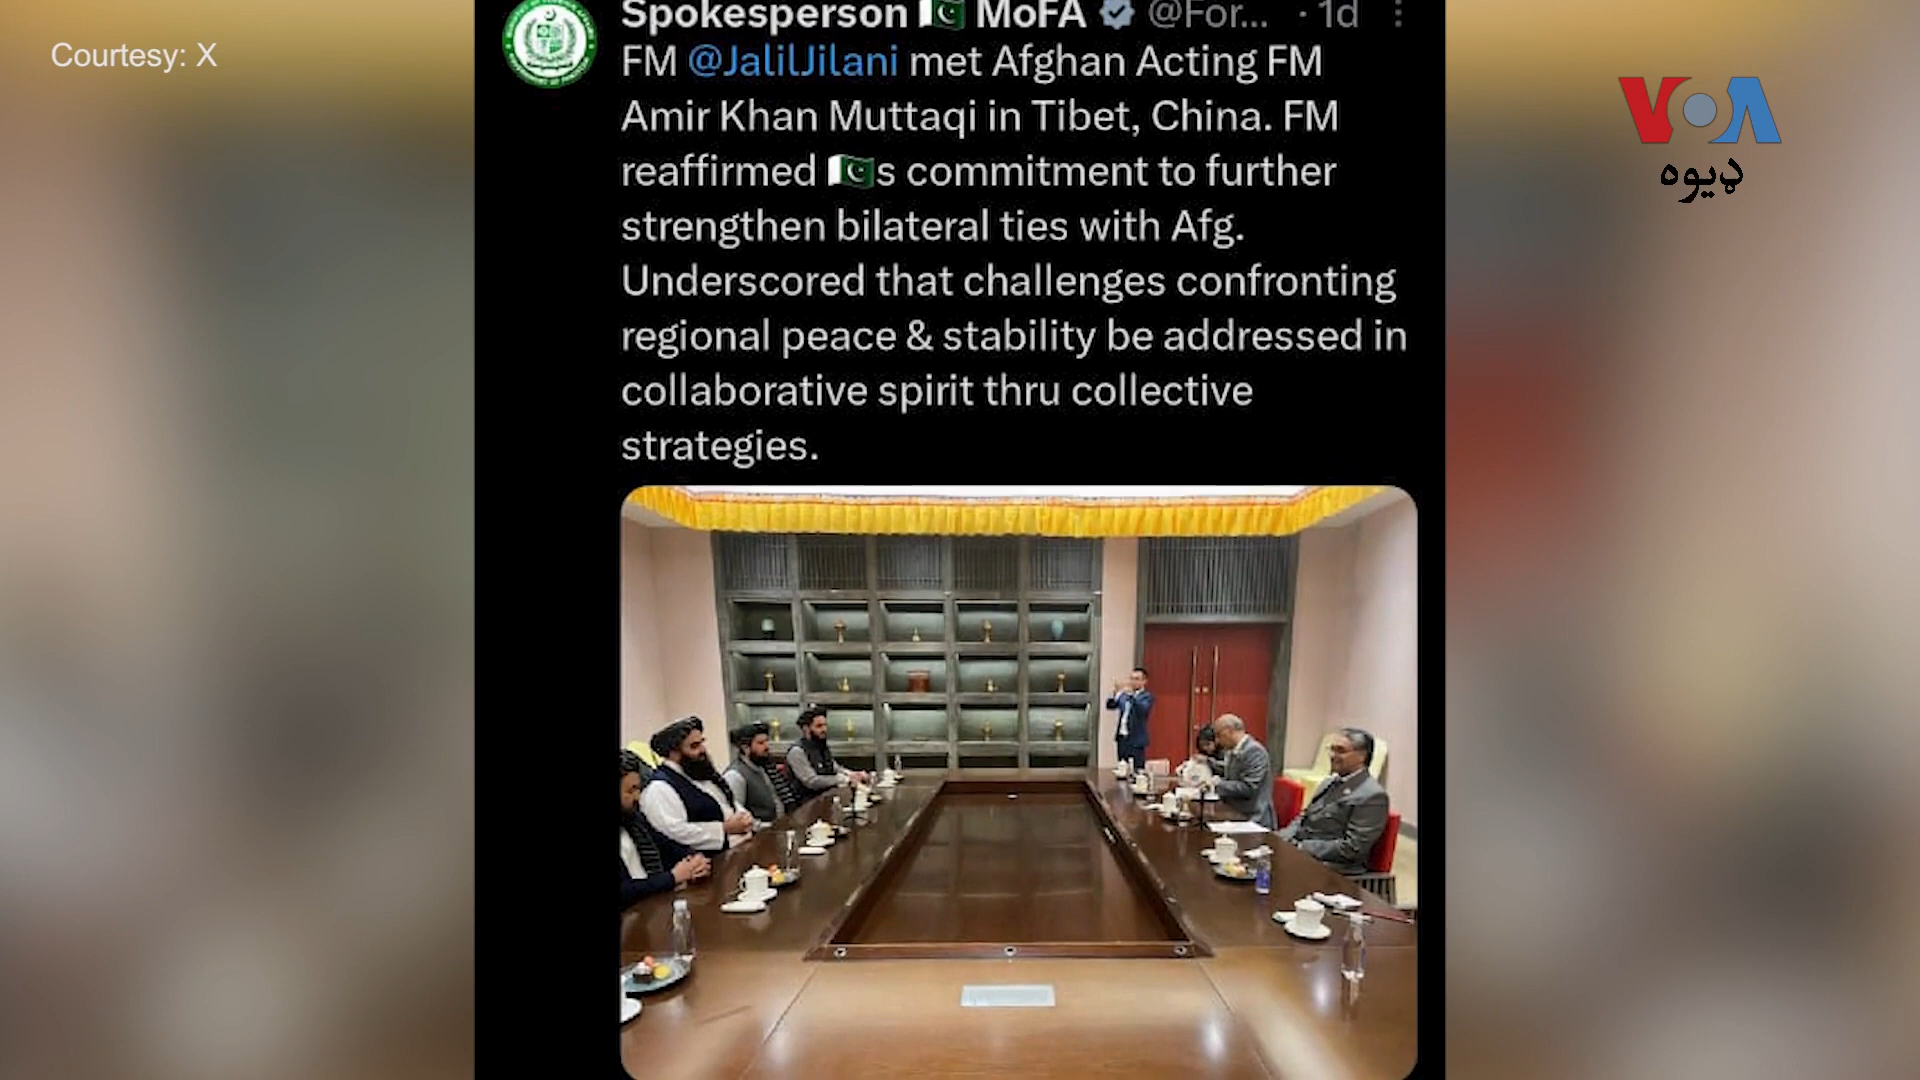 Courtesy: X
Spokesperson 🇵🇰 MoFA @For... · 1d
FM @JalilJilani met Afghan Acting FM
Amir Khan Muttaqi in Tibet, China. FM
reaffirmed 🇵🇰s commitment to further
strengthen bilateral ties with Afg.
Underscored that challenges confronting
regional peace & stability be addressed in
collaborative spirit thru collective
strategies.
VOA
ډیوه